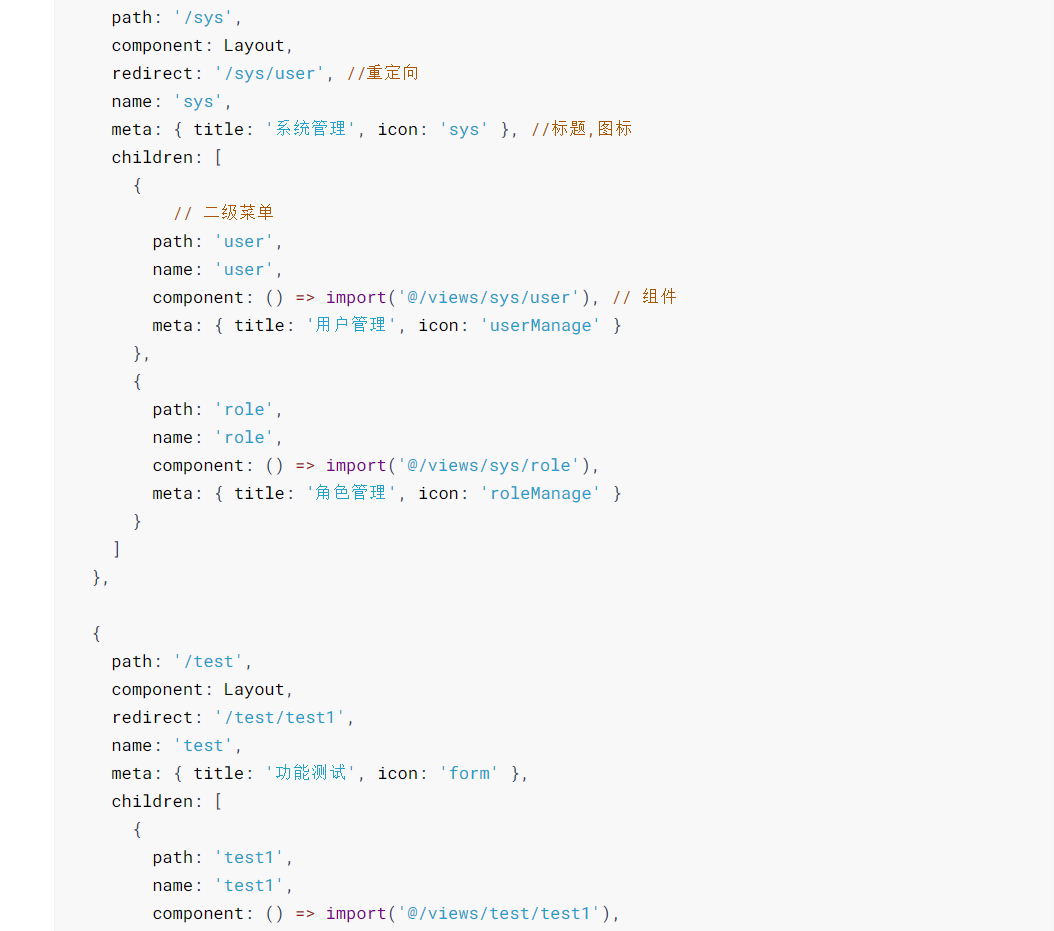 path: '/sys',
component: Layout,
redirect: '/sys/user', //重定向
name: 'sys',
meta: { title: '系统管理', icon: 'sys' }, //标题,图标
children: [
{
// 二级菜单
path: 'user',
name: 'user',
component: () => import('@/views/sys/user'), // 组件
meta: { title: '用户管理', icon: 'userManage' }
},
{
path: 'role',
name: 'role',
component: () => import('@/views/sys/role'),
meta: { title: '角色管理', icon: 'roleManage' }
}
]
},
{
path: '/test',
component: Layout,
redirect: '/test/test1',
name: 'test',
meta: { title: '功能测试', icon: 'form' },
children: [
{
path: 'test1',
name: 'test1',
component: () => import('@/views/test/test1'),